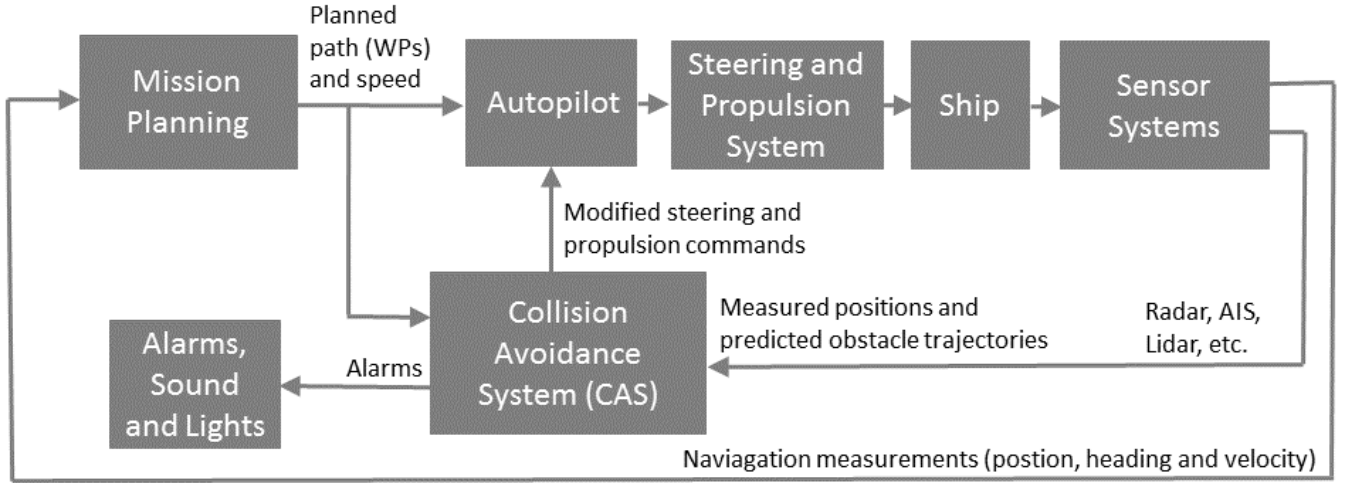 Planned
path (WPs)
and speed
Mission
Planning
Autopilot
Steering and
Propulsion
System
Ship
Sensor
Systems
Modified steering and
propulsion commands
Collision
Avoidance
System (CAS)
Measured positions and
predicted obstacle trajectories
Radar, AIS,
Lidar, etc.
Alarms,
Sound
and Lights
Alarms
Naviagation measurements (postion, heading and velocity)